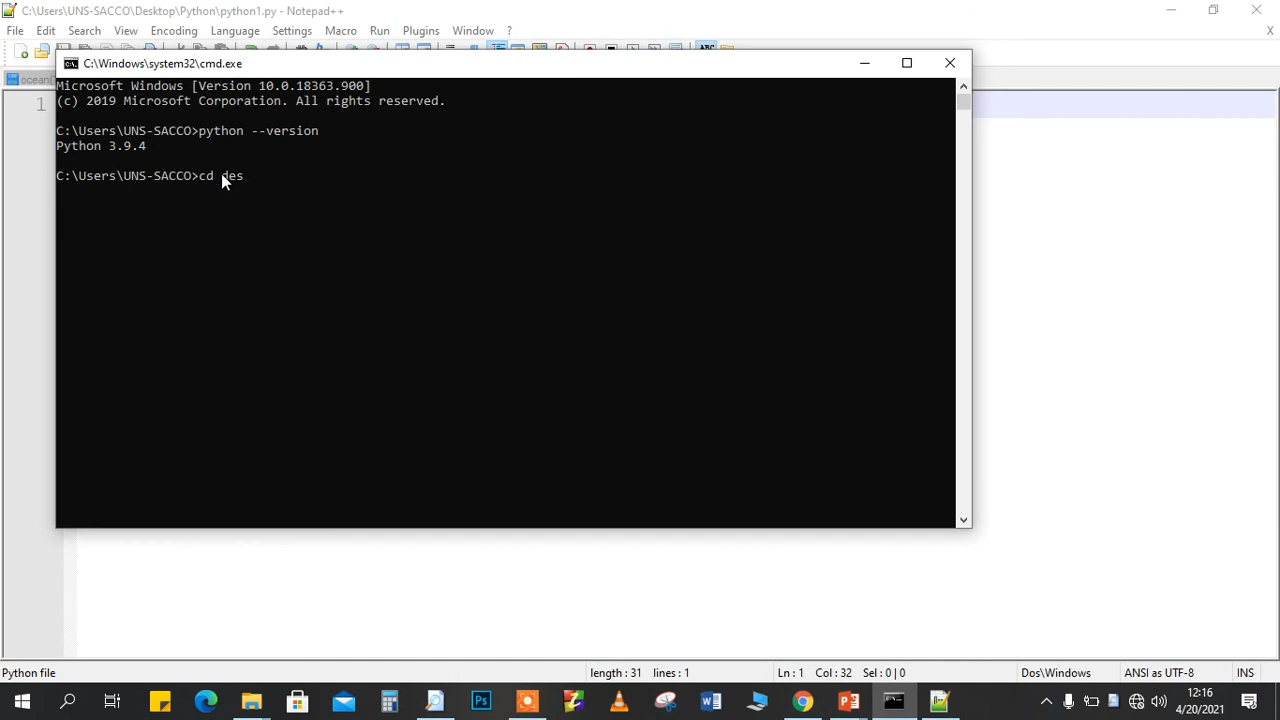 C:\Users\UNS-SACCO\Desktop\Python\python1.py - Notepad++
File Edit Search View Encoding Language Settings Macro Run Plugins Window ? X
C:\Windows\system32\cmd.exe
ocean
1
Microsoft Windows [Version 10.0.18363.900]
(c) 2019 Microsoft Corporation. All rights reserved.
C:\Users\UNS-SACCO>python --version
Python 3.9.4
C:\Users\UNS-SACCO>cd des
Python file length : 31 lines : 1 Ln : 1 Col : 32 Sel : 0 | 0 Dos\Windows ANSI as UTF-8 INS
12:16
4/20/2021